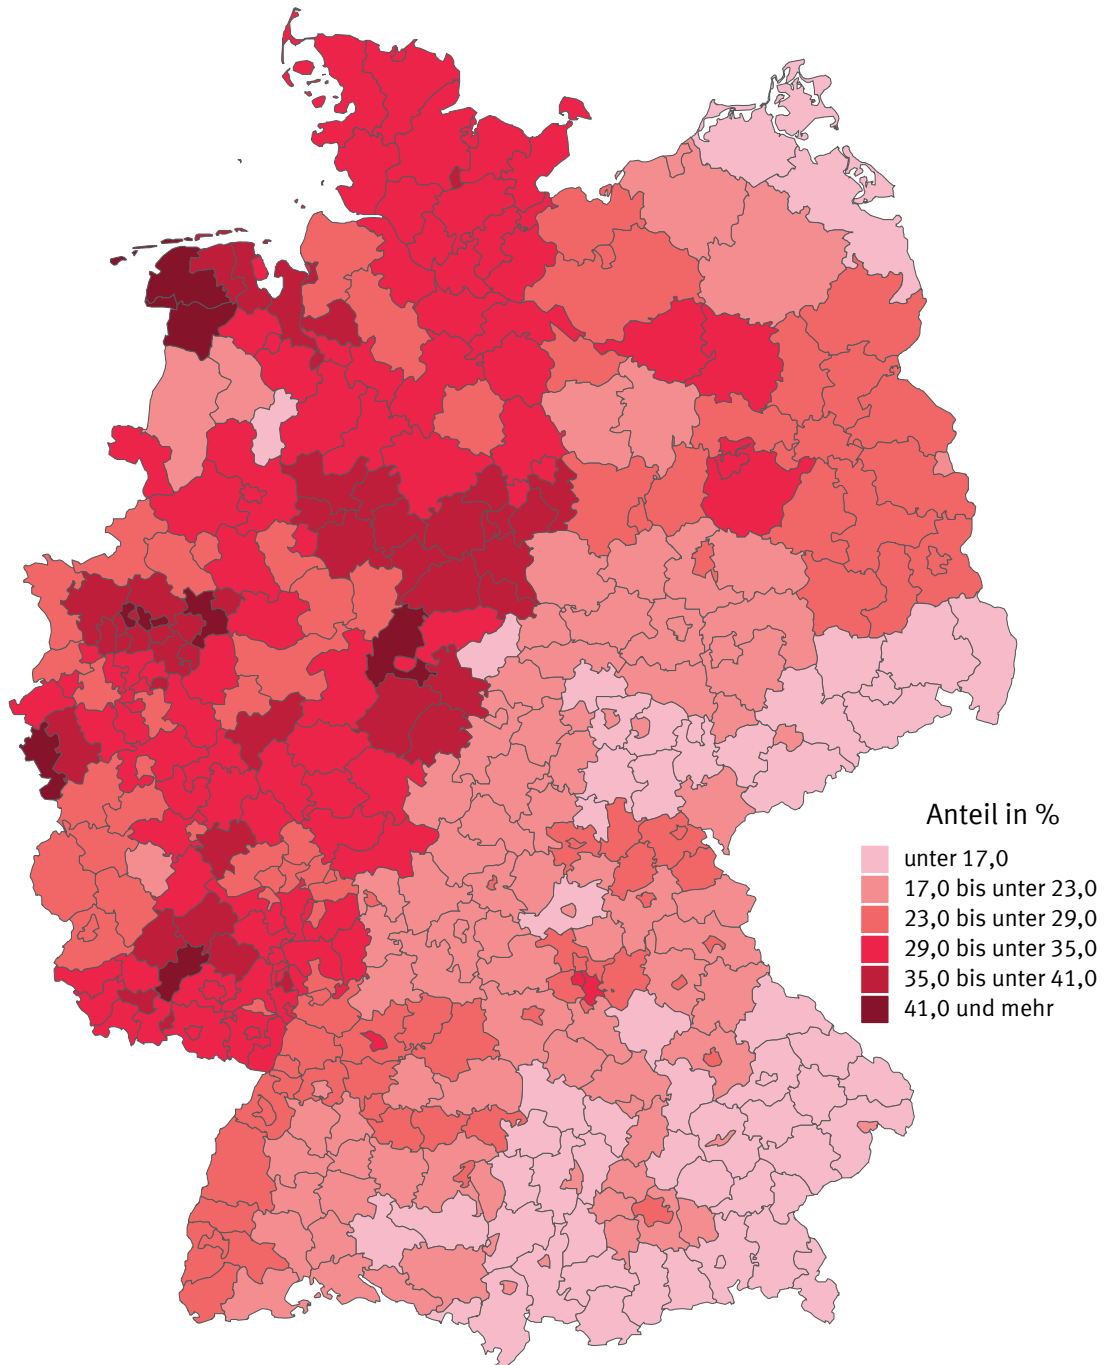 Anteil in %
unter 17,0
17,0 bis unter 23,0
23,0 bis unter 29,0
29,0 bis unter 35,0
35,0 bis unter 41,0
41,0 und mehr